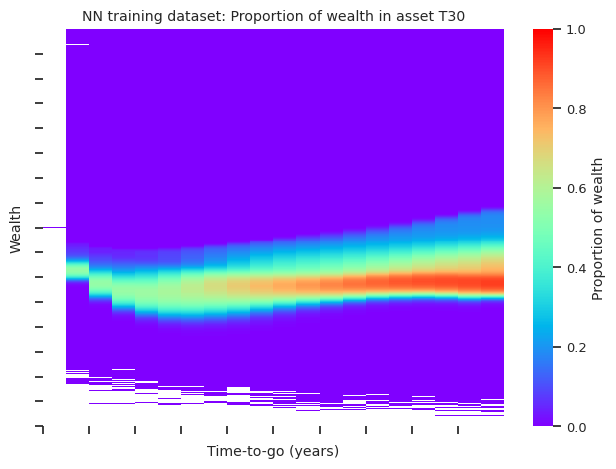 NN training dataset: Proportion of wealth in asset T30
Wealth
Time-to-go (years)
1.0
0.8
0.6
0.4
0.2
0.0
Proportion of wealth